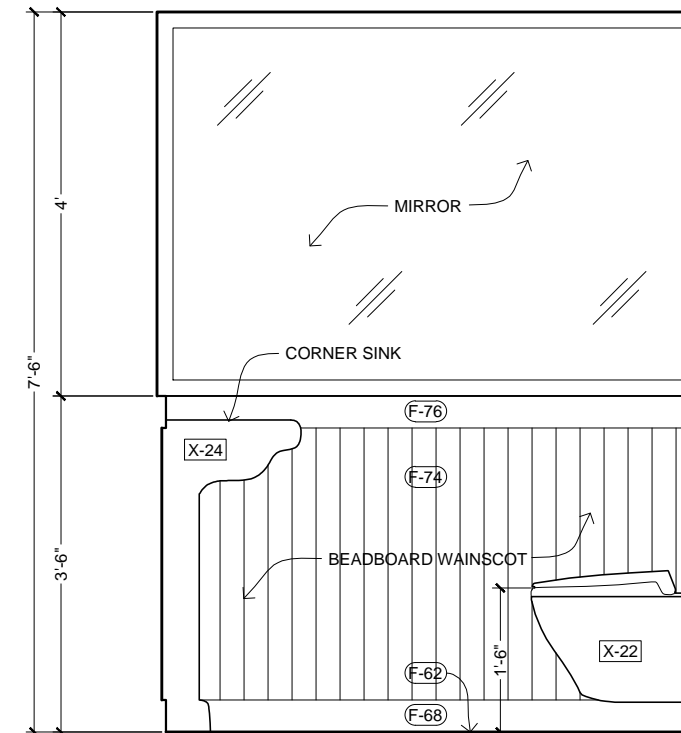 4'
MIRROR
CORNER SINK
7'-6"
F-76
X-24
F-74
BEADBOARD WAINSCOT
3'-6"
1'-6"
X-22
F-62
F-68